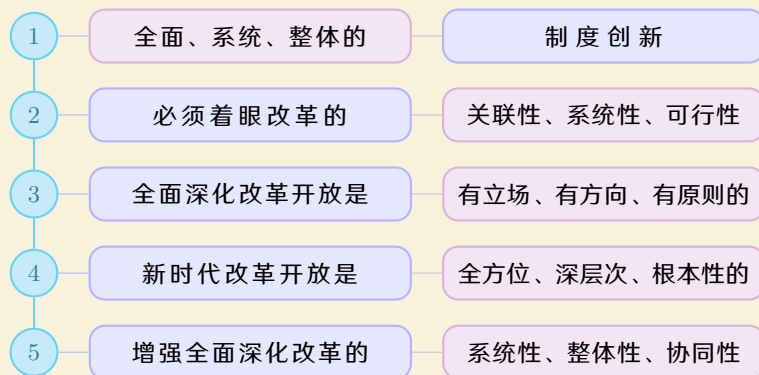 1 全面、系统、整体的 制度创新
2 必须着眼改革的 关联性、系统性、可行性
3 全面深化改革开放是 有立场、有方向、有原则的
4 新时代改革开放是 全方位、深层次、根本性的
5 增强全面深化改革的 系统性、整体性、协同性